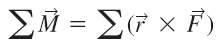 ∑M⃗ = ∑(r⃗ × F⃗)